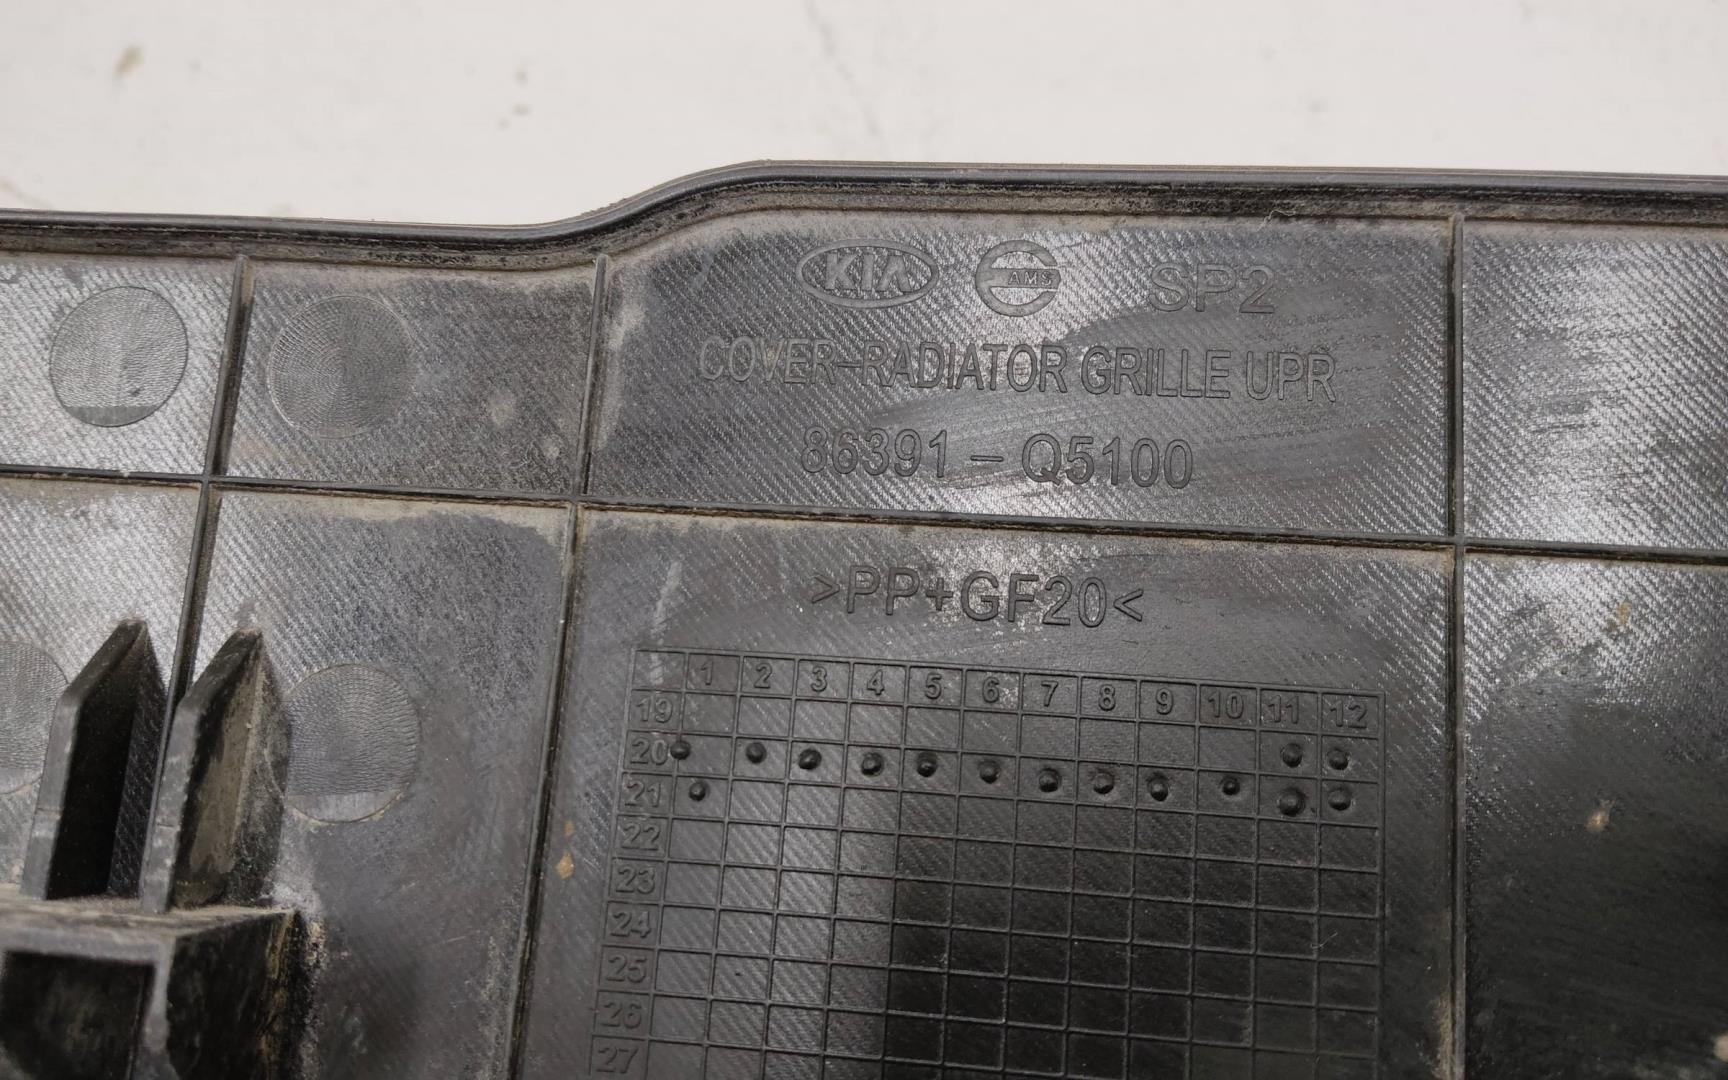 KIA AMS SP2
COVER-RADIATOR GRILLE UPR
86391-Q5100
>PP+GF20<
1 2 3 4 5 6 7 8 9 10 11 12
19
20
21
22
23
24
25
26
27